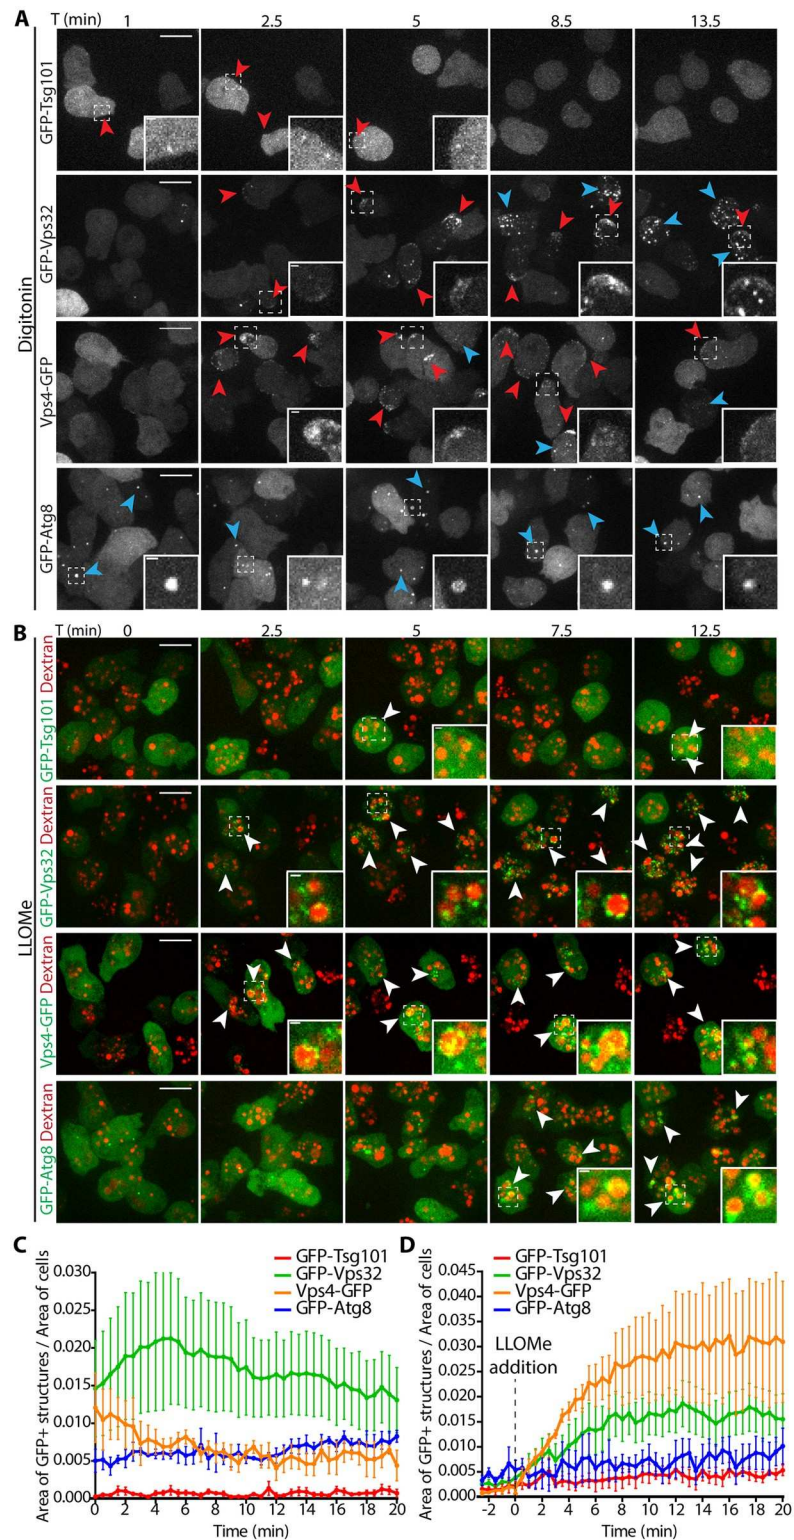 A
T (min) 1 2.5 5 8.5 13.5
Digitonin
GFP-Tsg101
GFP-Vps32
Vps4-GFP
GFP-Atg8
B
T (min) 0 2.5 5 7.5 12.5
LLOMe
GFP-Tsg101 Dextran
GFP-Vps32 Dextran
Vps4-GFP Dextran
GFP-Atg8 Dextran
C
Area of GFP+ structures / Area of cells
0.030
0.025
0.020
0.015
0.010
0.005
0.000
GFP-Tsg101
GFP-Vps32
Vps4-GFP
GFP-Atg8
0 2 4 6 8 10 12 14 16 18 20
Time (min)
D
Area of GFP+ structures / Area of cells
0.045
0.040
0.035
0.030
0.025
0.020
0.015
0.010
0.005
0.000
GFP-Tsg101
GFP-Vps32
Vps4-GFP
GFP-Atg8
LLOMe
addition
-2 0 2 4 6 8 10 12 14 16 18 20
Time (min)